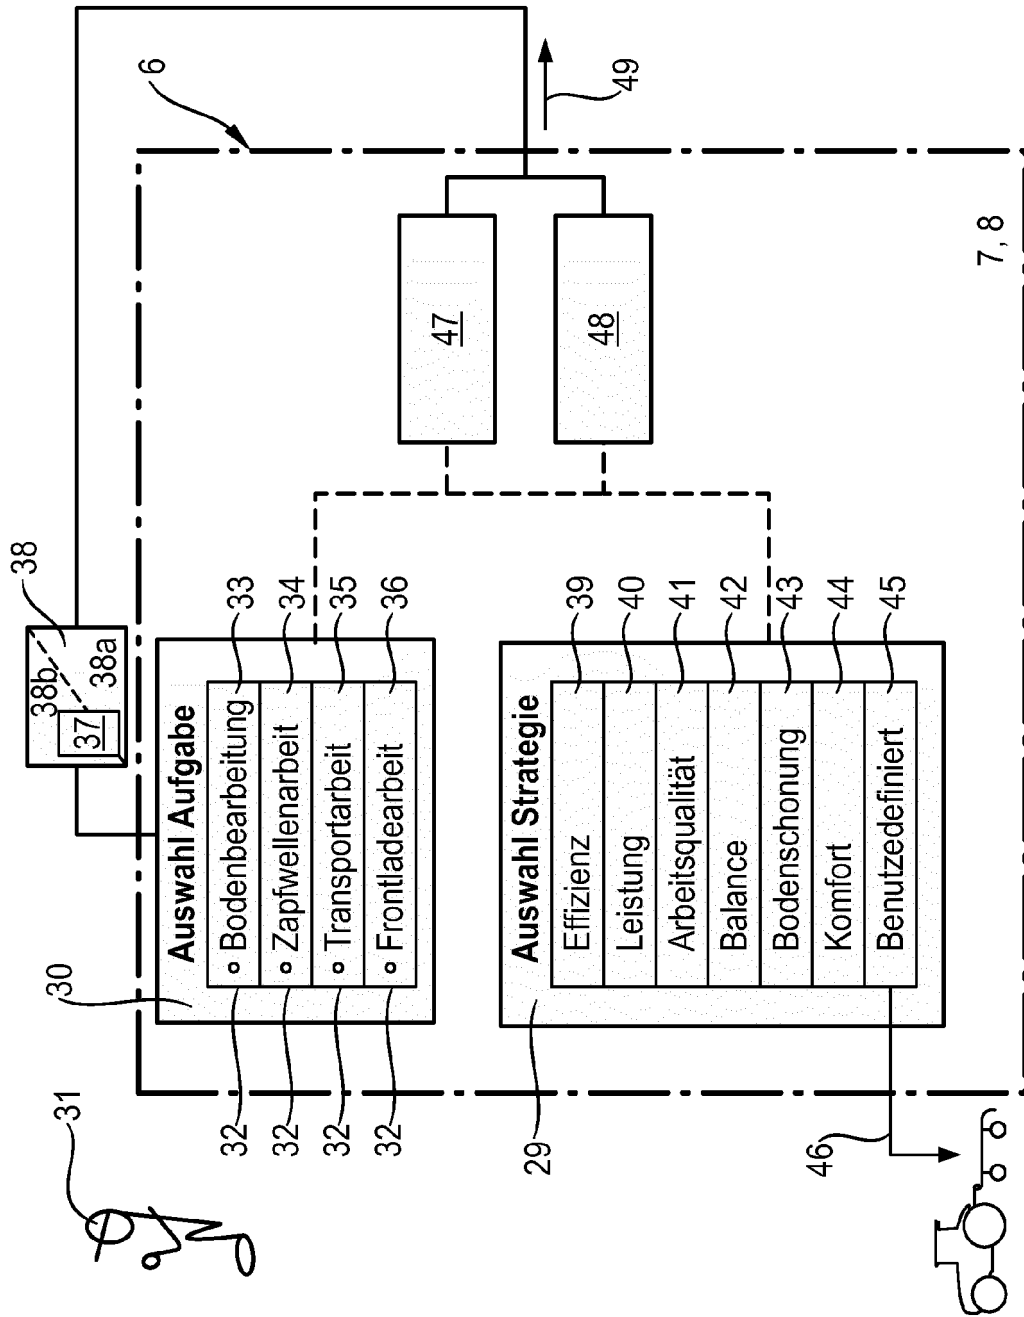 31
30
38
38b
38a
37
6
49
Auswahl Aufgabe
32 Bodenbearbeitung 33
32 Zapfwellenarbeit 34
32 Transportarbeit 35
32 Frontladearbeit 36
47
48
29
Auswahl Strategie
Effizienz 39
Leistung 40
Arbeitsqualität 41
Balance 42
Bodenschonung 43
Komfort 44
Benutzedefiniert 45
46
7, 8